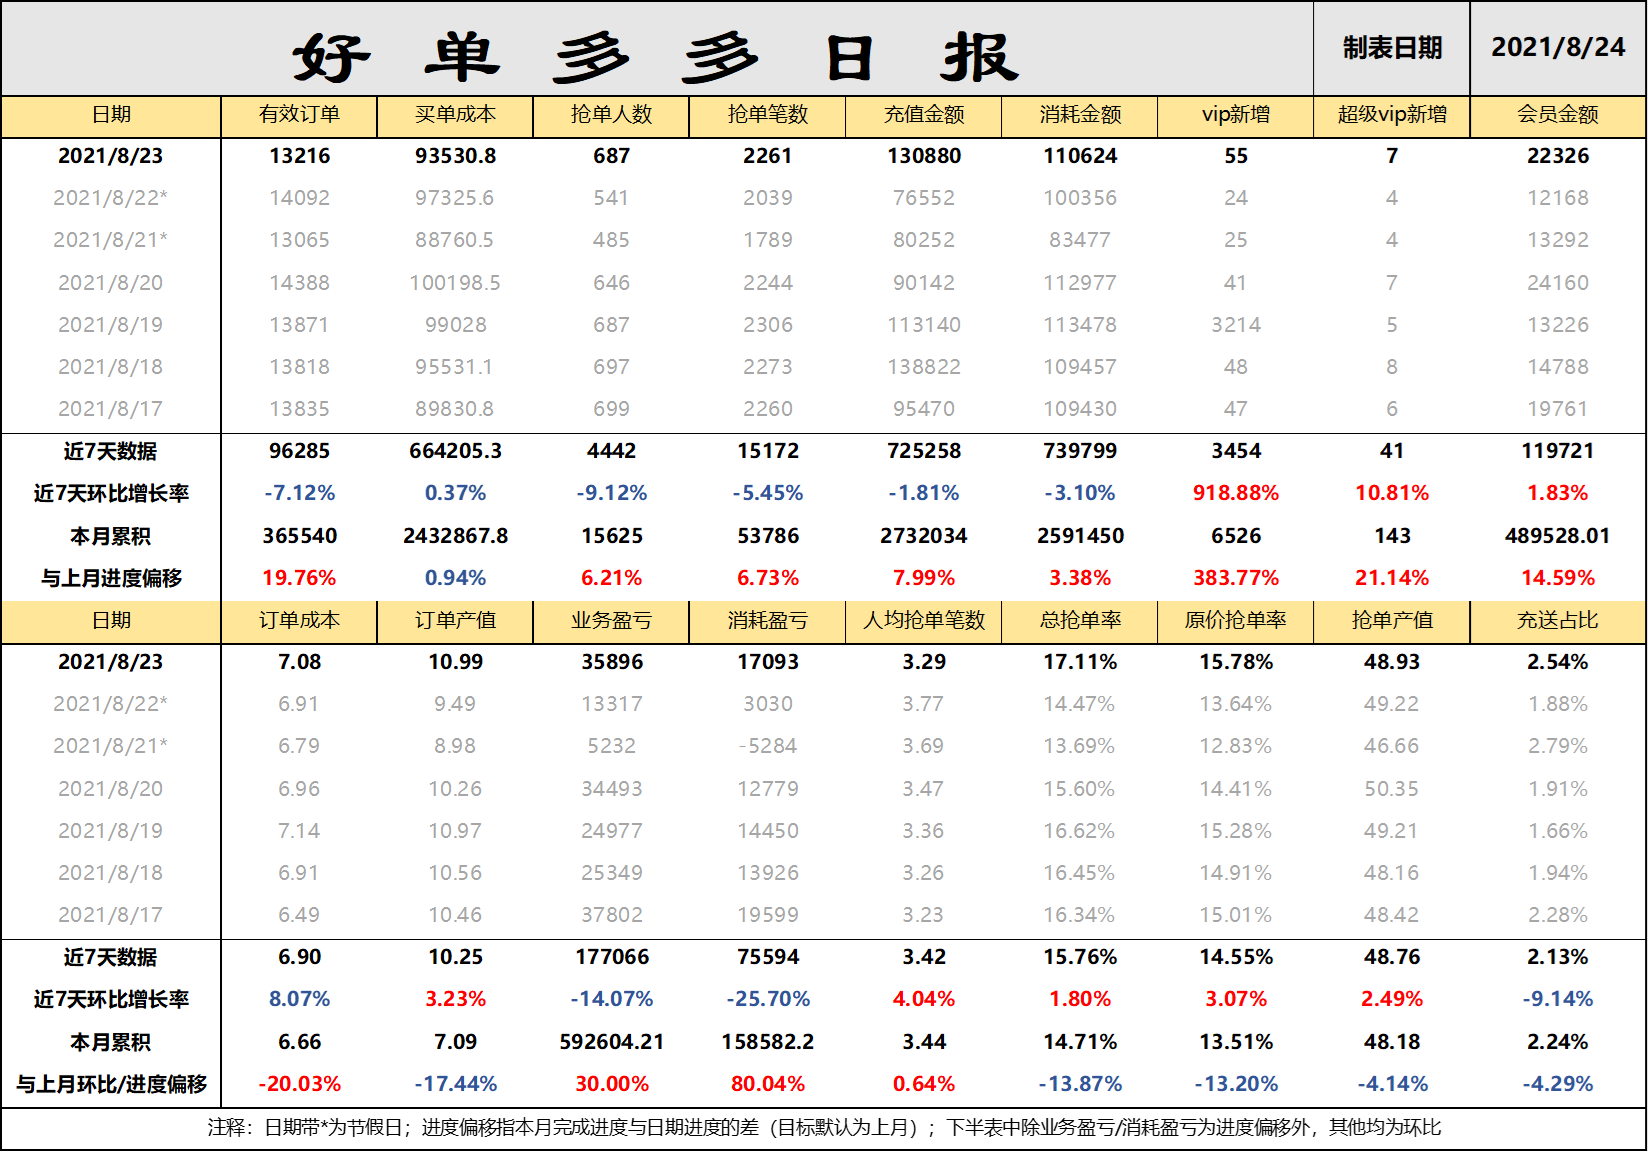 好单多多日报 制表日期 2021/8/24
日期 有效订单 买单成本 抢单人数 抢单笔数 充值金额 消耗金额 vip新增 超级vip新增 会员金额
2021/8/23 13216 93530.8 687 2261 130880 110624 55 7 22326
2021/8/22* 14092 97325.6 541 2039 76552 100356 24 4 12168
2021/8/21* 13065 88760.5 485 1789 80252 83477 25 4 13292
2021/8/20 14388 100198.5 646 2244 90142 112977 41 7 24160
2021/8/19 13871 99028 687 2306 113140 113478 3214 5 13226
2021/8/18 13818 95531.1 697 2273 138822 109457 48 8 14788
2021/8/17 13835 89830.8 699 2260 95470 109430 47 6 19761
近7天数据 96285 664205.3 4442 15172 725258 739799 3454 41 119721
近7天环比增长率 -7.12% 0.37% -9.12% -5.45% -1.81% -3.10% 918.88% 10.81% 1.83%
本月累积 365540 2432867.8 15625 53786 2732034 2591450 6526 143 489528.01
与上月进度偏移 19.76% 0.94% 6.21% 6.73% 7.99% 3.38% 383.77% 21.14% 14.59%
日期 订单成本 订单产值 业务盈亏 消耗盈亏 人均抢单笔数 总抢单率 原价抢单率 抢单产值 充送占比
2021/8/23 7.08 10.99 35896 17093 3.29 17.11% 15.78% 48.93 2.54%
2021/8/22* 6.91 9.49 13317 3030 3.77 14.47% 13.64% 49.22 1.88%
2021/8/21* 6.79 8.98 5232 -5284 3.69 13.69% 12.83% 46.66 2.79%
2021/8/20 6.96 10.26 34493 12779 3.47 15.60% 14.41% 50.35 1.91%
2021/8/19 7.14 10.97 24977 14450 3.36 16.62% 15.28% 49.21 1.66%
2021/8/18 6.91 10.56 25349 13926 3.26 16.45% 14.91% 48.16 1.94%
2021/8/17 6.49 10.46 37802 19599 3.23 16.34% 15.01% 48.42 2.28%
近7天数据 6.90 10.25 177066 75594 3.42 15.76% 14.55% 48.76 2.13%
近7天环比增长率 8.07% 3.23% -14.07% -25.70% 4.04% 1.80% 3.07% 2.49% -9.14%
本月累积 6.66 7.09 592604.21 158582.2 3.44 14.71% 13.51% 48.18 2.24%
与上月环比/进度偏移 -20.03% -17.44% 30.00% 80.04% 0.64% -13.87% -13.20% -4.14% -4.29%
注释：日期带*为节假日；进度偏移指本月完成进度与日期进度的差（目标默认为上月）；下半表中除业务盈亏/消耗盈亏为进度偏移外，其他均为环比